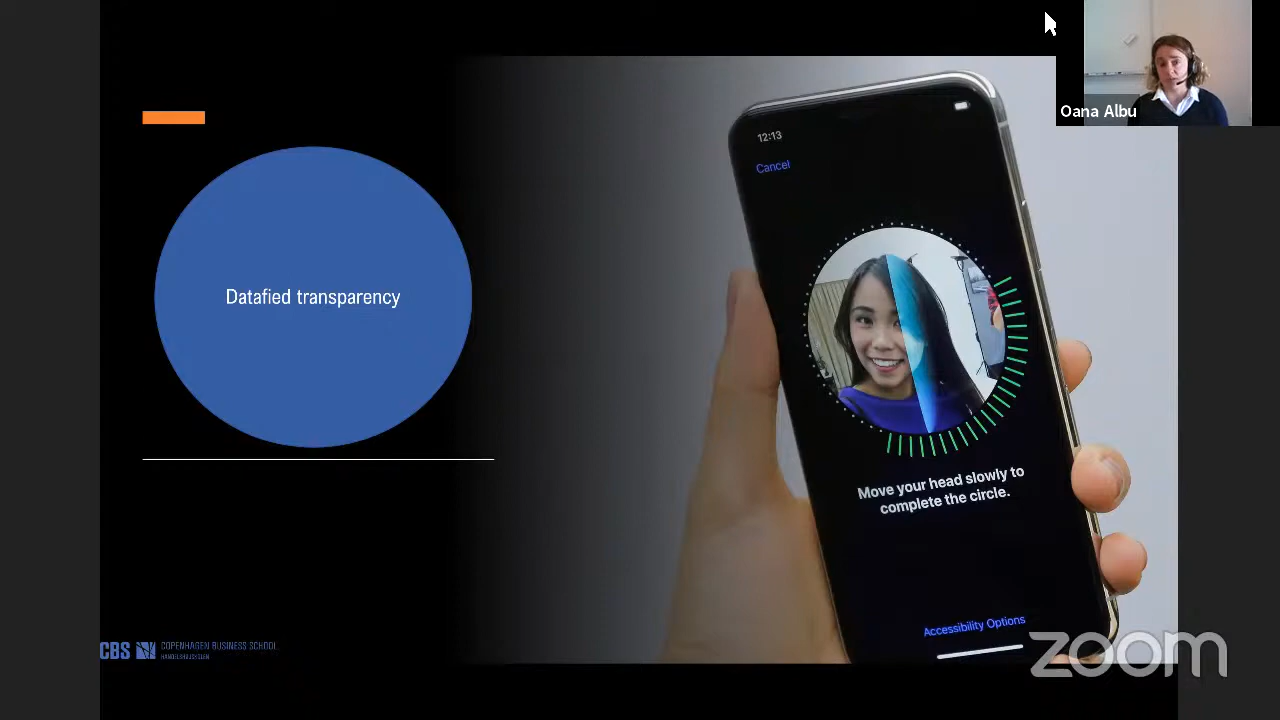 Oana Albu
12:13
Cancel
Datafied transparency
Move your head slowly to
complete the circle.
Accessibility Options
CBS
COPENHAGEN BUSINESS SCHOOL
HANDELSHØJSKOLEN
zoom